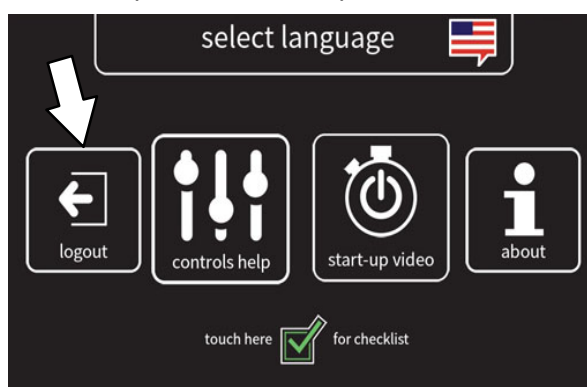 select language
logout
controls help
start-up video
about
touch here
for checklist